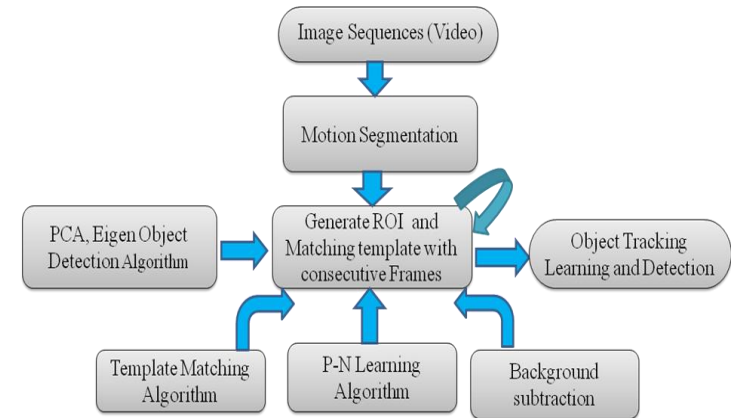 Image Sequences (Video)
Motion Segmentation
PCA, Eigen Object
Detection Algorithm
Generate ROI and
Matching template with
consecutive Frames
Object Tracking
Learning and Detection
Template Matching
Algorithm
P-N Learning
Algorithm
Background
subtraction